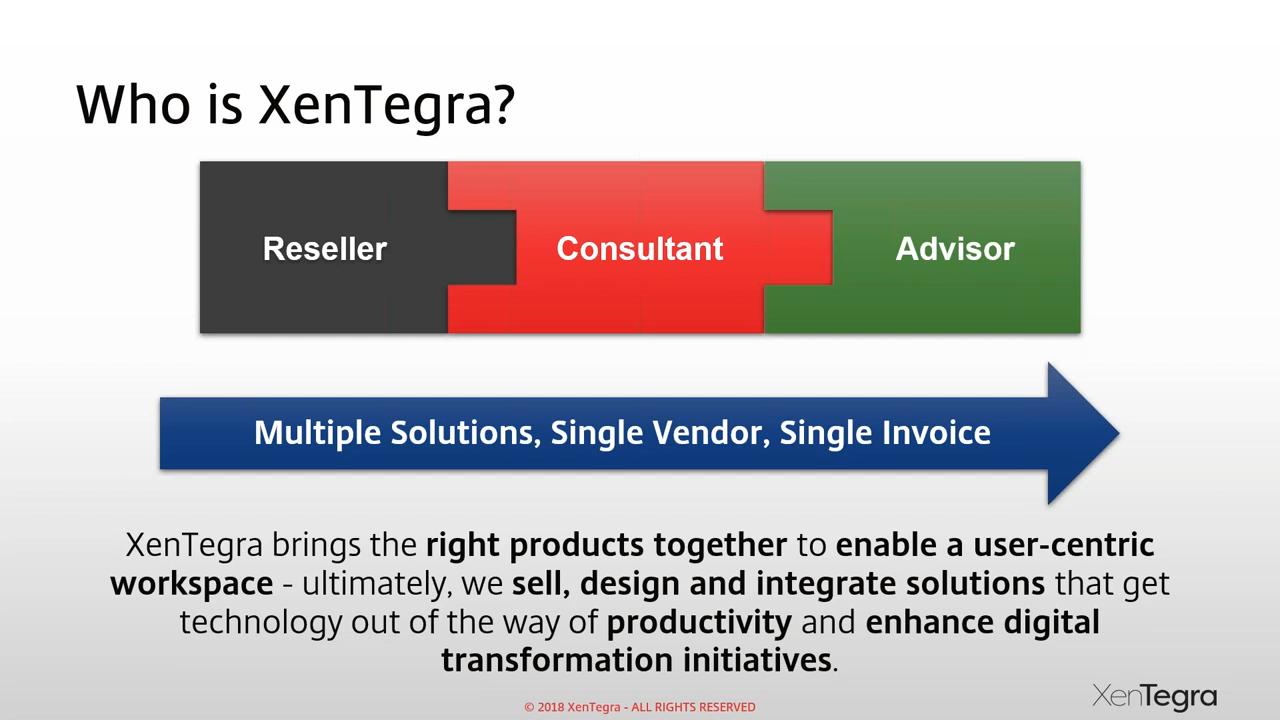 Who is XenTegra?
Reseller
Consultant
Advisor
Multiple Solutions, Single Vendor, Single Invoice
XenTegra brings the right products together to enable a user-centric
workspace - ultimately, we sell, design and integrate solutions that get
technology out of the way of productivity and enhance digital
transformation initiatives.
© 2018 XenTegra - ALL RIGHTS RESERVED
XenTegra